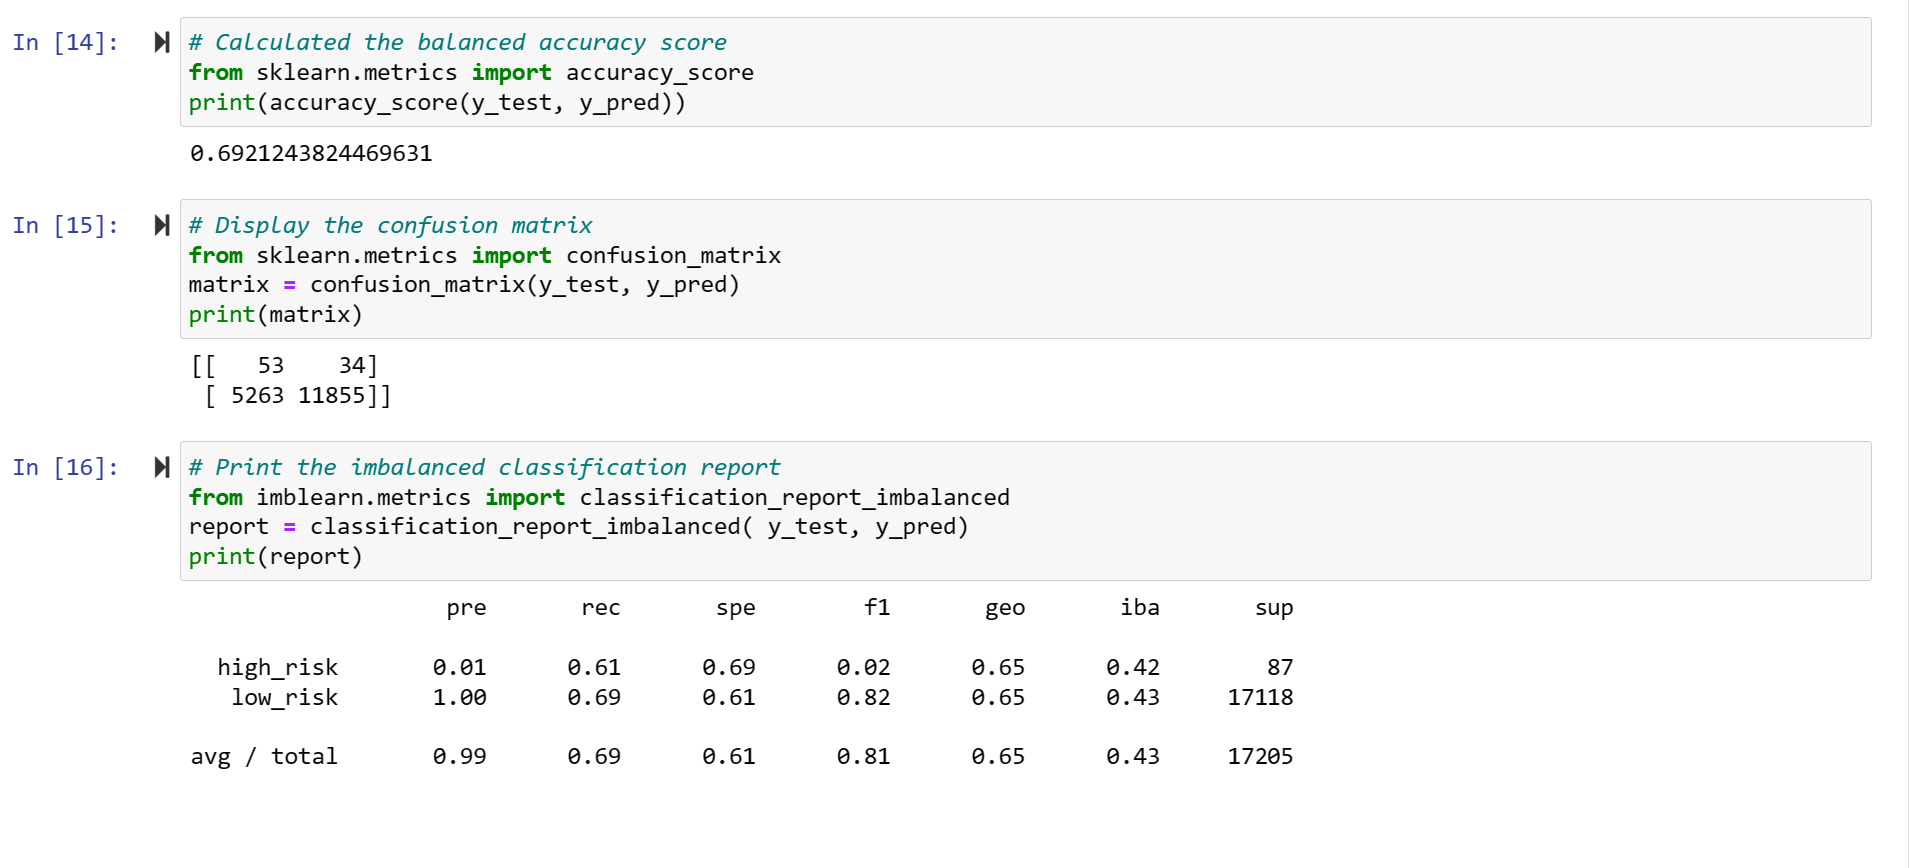 In [14]: # Calculated the balanced accuracy score
from sklearn.metrics import accuracy_score
print(accuracy_score(y_test, y_pred))
0.6921243824469631
In [15]: # Display the confusion matrix
from sklearn.metrics import confusion_matrix
matrix = confusion_matrix(y_test, y_pred)
print(matrix)
[[   53    34]
 [ 5263 11855]]
In [16]: # Print the imbalanced classification report
from imblearn.metrics import classification_report_imbalanced
report = classification_report_imbalanced( y_test, y_pred)
print(report)
                   pre       rec       spe        f1       geo       iba       sup
  high_risk       0.01      0.61      0.69      0.02      0.65      0.42        87
   low_risk       1.00      0.69      0.61      0.82      0.65      0.43     17118
avg / total       0.99      0.69      0.61      0.81      0.65      0.43     17205